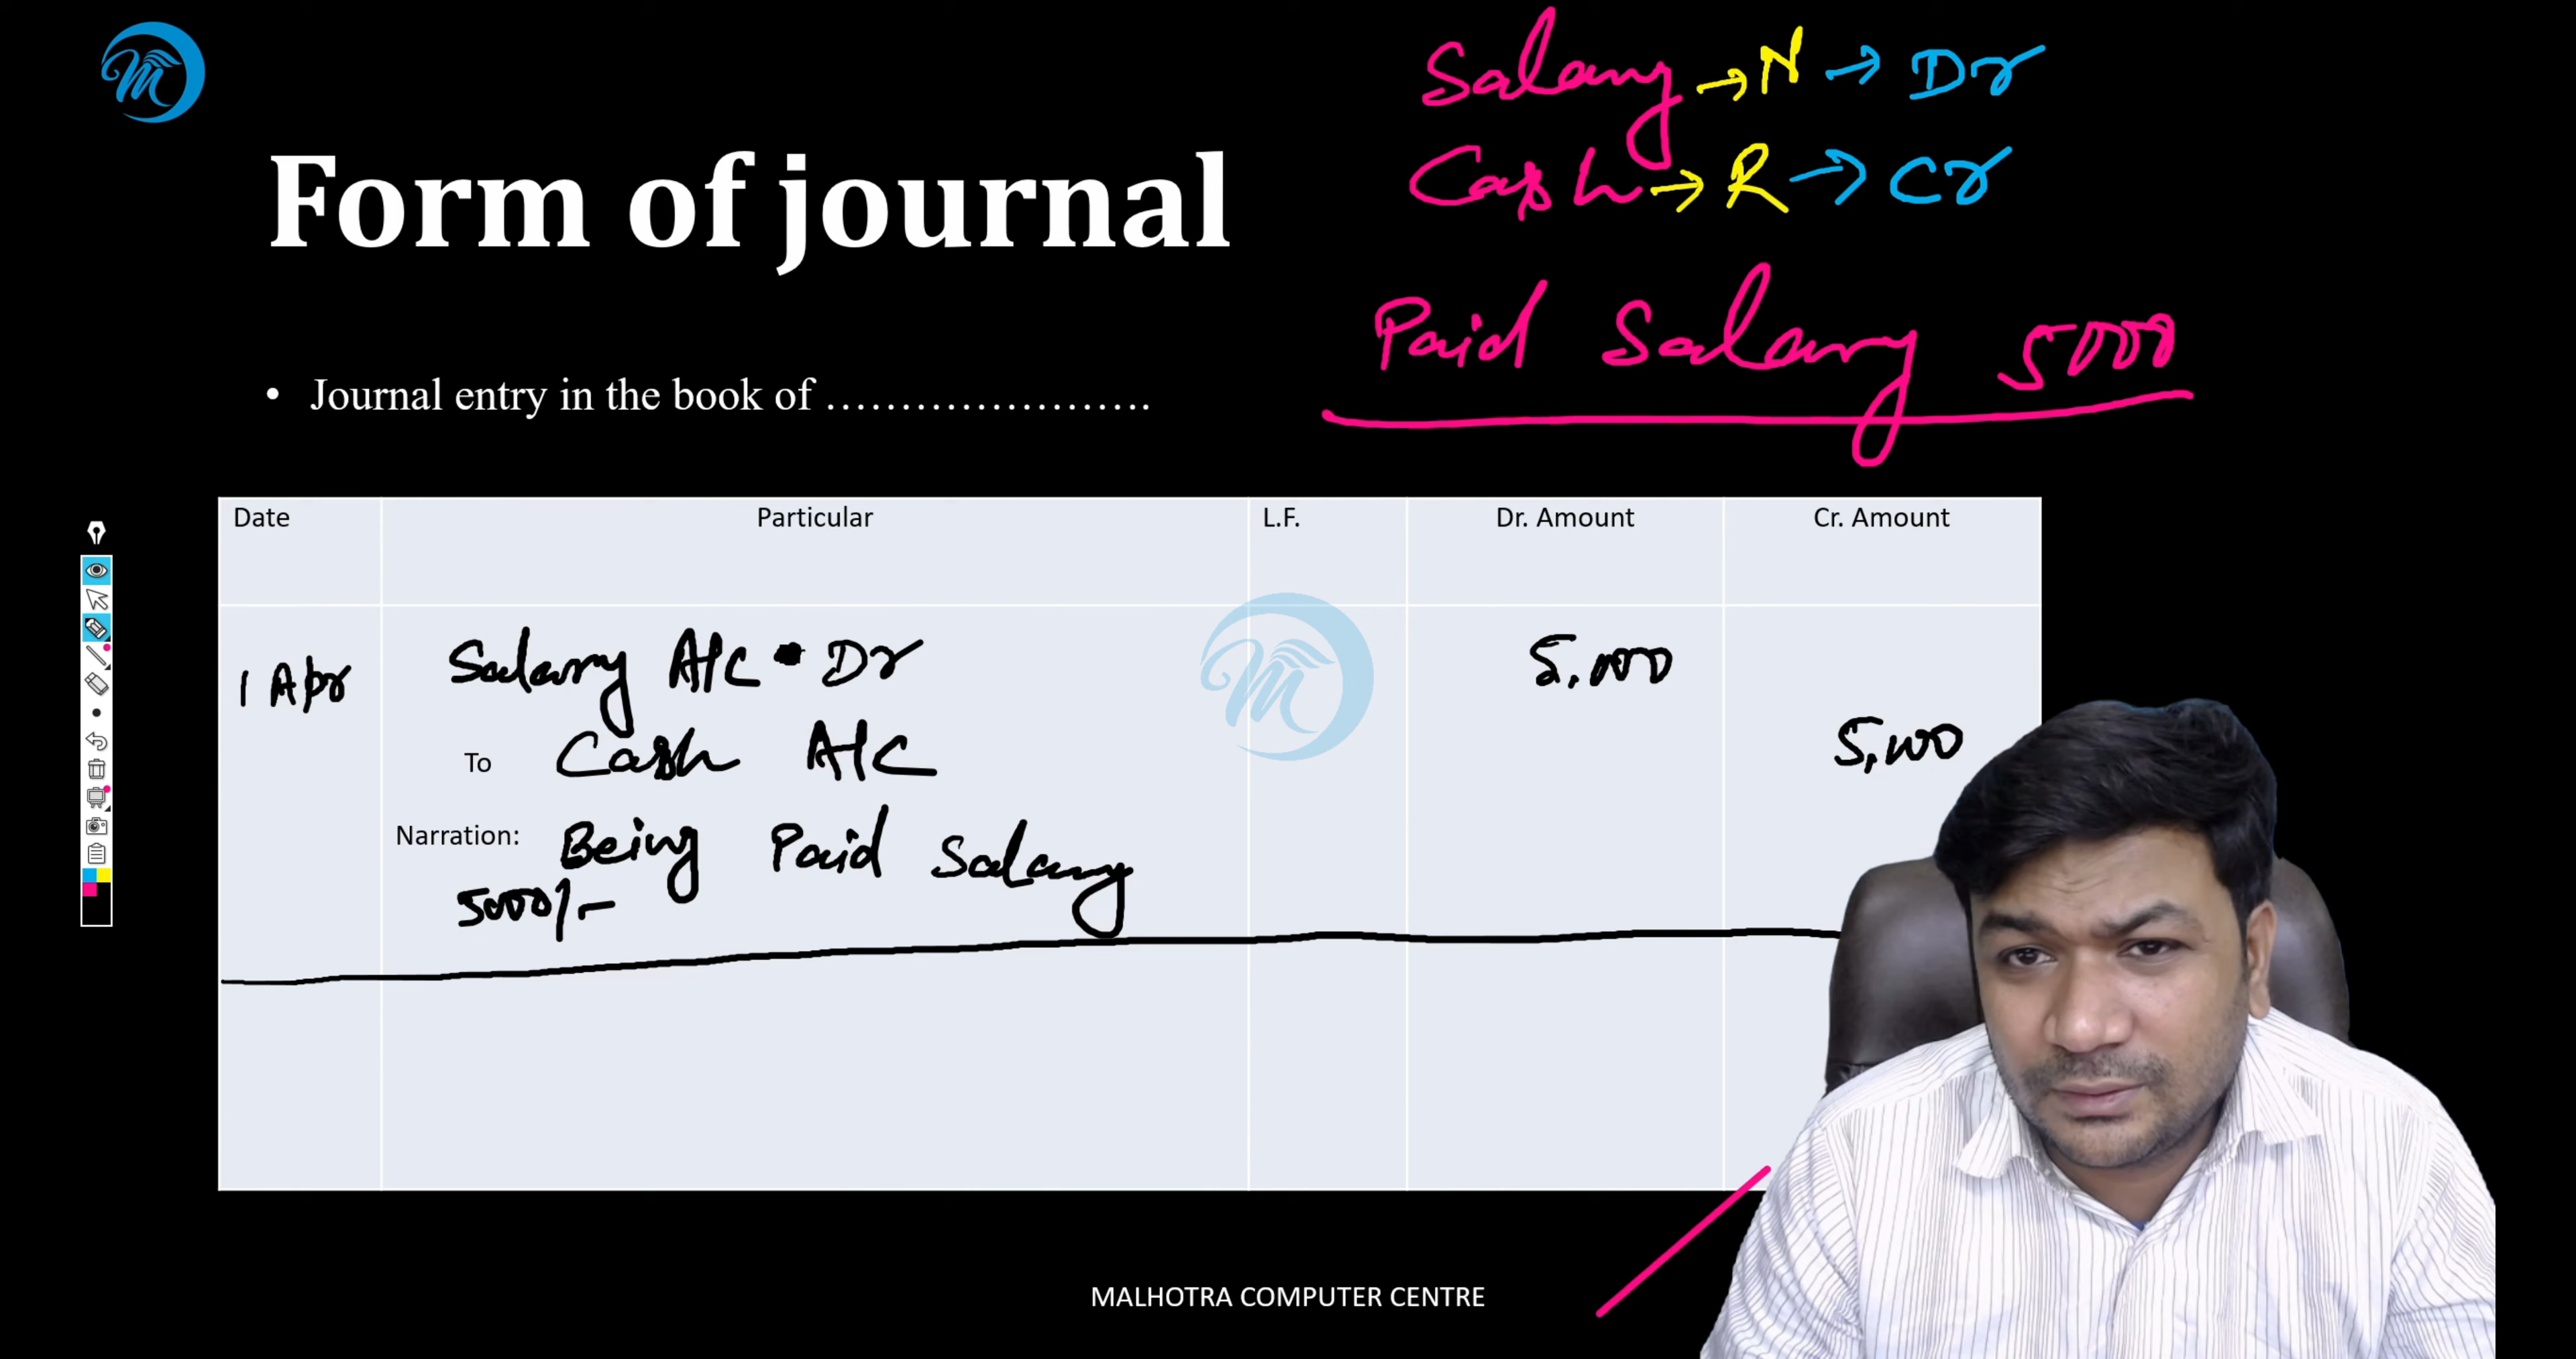 Salary → N → Dr
Cash → R → Cr
Form of journal
Paid Salary 5000
• Journal entry in the book of ......................
Date Particular L.F. Dr. Amount Cr. Amount
1 Apr Salary A/C Dr 5,000
To Cash A/C 5,000
Narration: Being Paid Salary
5000/-
MALHOTRA COMPUTER CENTRE